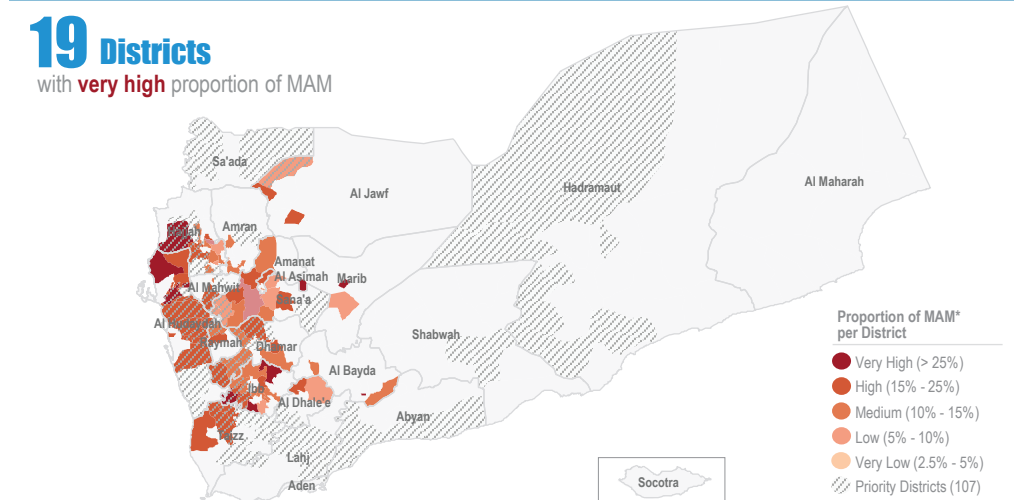 19 Districts
with very high proportion of MAM
Sa'ada
Al Jawf
Hadramaut
Al Maharah
Amran
Amanat
Al Asimah
Marib
Al Mahwit
Sana'a
Al Hudaydah
Raymah
Dhamar
Shabwah
Al Bayda
Ibb
Al Dhale'e
Abyan
Taizz
Lahj
Aden
Socotra
Proportion of MAM*
per District
Very High (> 25%)
High (15% - 25%)
Medium (10% - 15%)
Low (5% - 10%)
Very Low (2.5% - 5%)
Priority Districts (107)